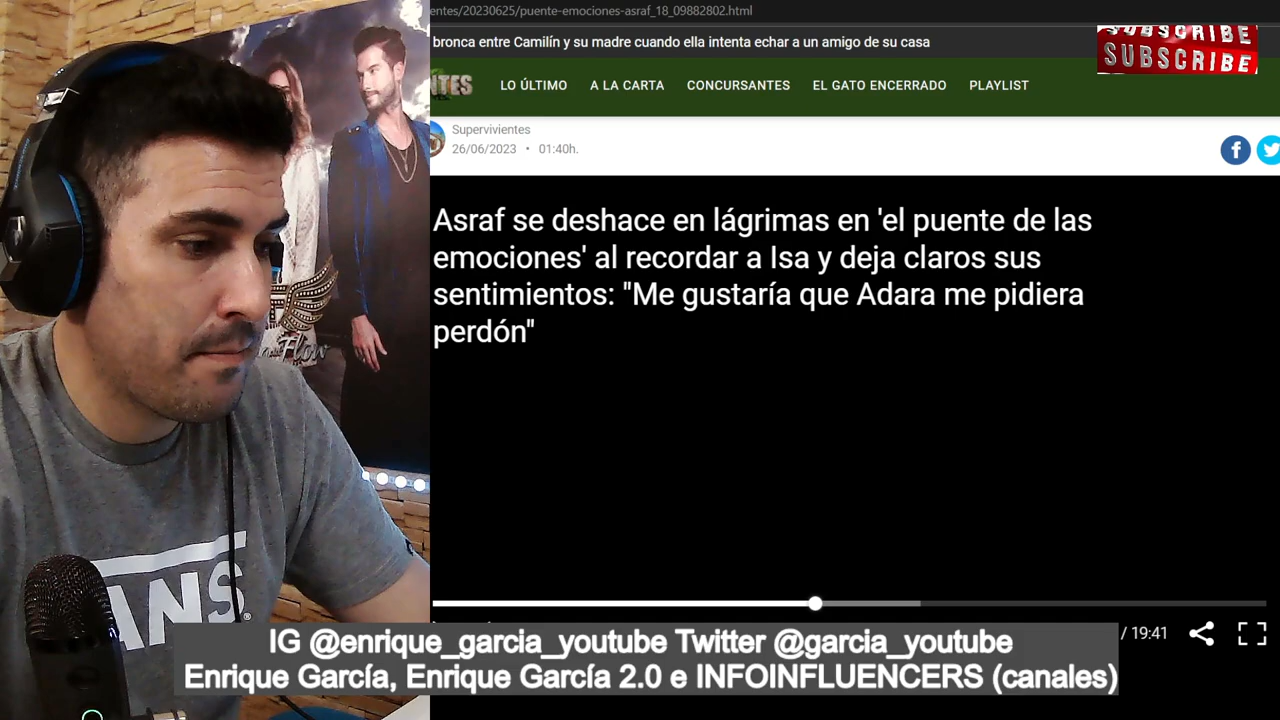 entes/20230625/puente-emociones-asraf_18_09882802.html
bronca entre Camilín y su madre cuando ella intenta echar a un amigo de su casa
SUBSCRIBE
SUBSCRIBE
NTES LO ÚLTIMO A LA CARTA CONCURSANTES EL GATO ENCERRADO PLAYLIST
Supervivientes
26/06/2023 • 01:40h.
Asraf se deshace en lágrimas en 'el puente de las
emociones' al recordar a Isa y deja claros sus
sentimientos: "Me gustaría que Adara me pidiera
perdón"
Flow
ANS
/ 19:41
IG @enrique_garcia_youtube Twitter @garcia_youtube
Enrique García, Enrique García 2.0 e INFOINFLUENCERS (canales)